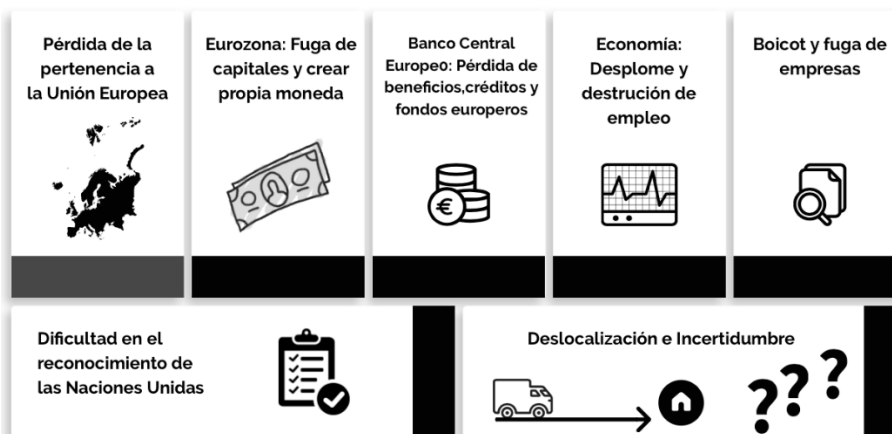 Pérdida de la
pertenencia a
la Unión Europea
Eurozona: Fuga de
capitales y crear
propia moneda
Banco Central
Europe0: Pérdida de
beneficios,créditos y
fondos europeros
Economía:
Desplome y
destrución de
empleo
Boicot y fuga de
empresas
Dificultad en el
reconocimiento de
las Naciones Unidas
Deslocalización e Incertidumbre
???